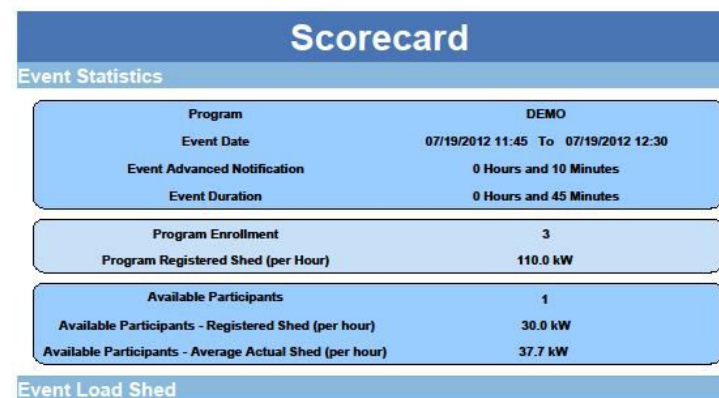 Scorecard
Event Statistics
Program DEMO
Event Date 07/19/2012 11:45 To 07/19/2012 12:30
Event Advanced Notification 0 Hours and 10 Minutes
Event Duration 0 Hours and 45 Minutes
Program Enrollment 3
Program Registered Shed (per Hour) 110.0 kW
Available Participants 1
Available Participants - Registered Shed (per hour) 30.0 kW
Available Participants - Average Actual Shed (per hour) 37.7 kW
Event Load Shed